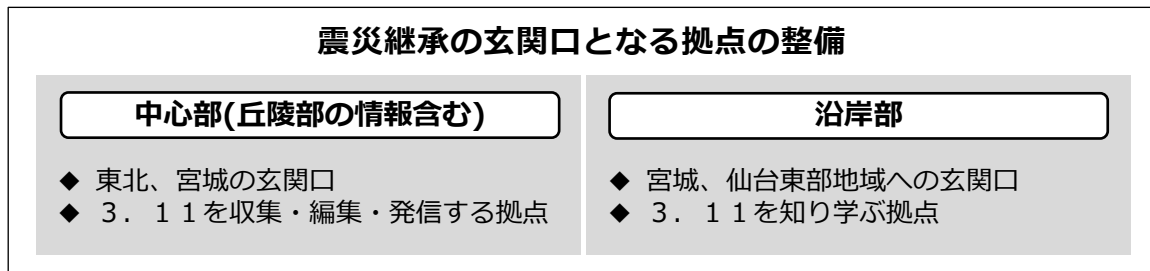 震災継承の玄関口となる拠点の整備
中心部(丘陵部の情報含む)
◆ 東北、宮城の玄関口
◆ ３．１１を収集・編集・発信する拠点
沿岸部
◆ 宮城、仙台東部地域への玄関口
◆ ３．１１を知り学ぶ拠点